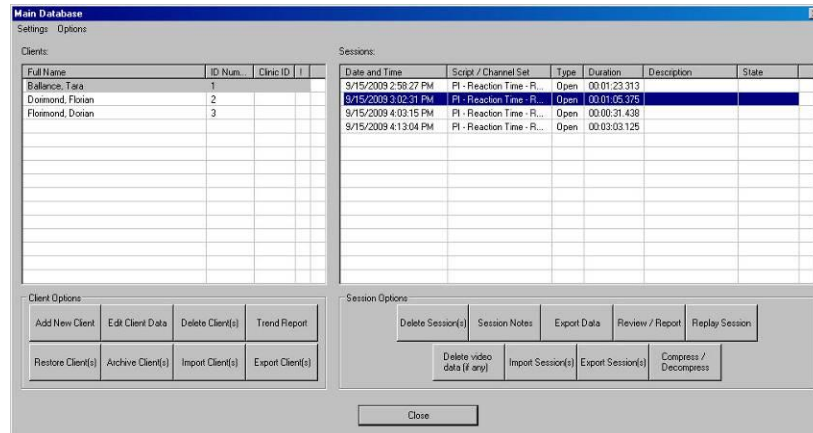 Main Database
Settings Options
Clients:
Full Name ID Num... Clinic ID !
Ballance, Tara 1
Dorimond, Florian 2
Florimond, Dorian 3
Sessions:
Date and Time Script / Channel Set Type Duration Description State
9/15/2009 2:58:27 PM PI - Reaction Time - R... Open 00:01:23.313
9/15/2009 3:02:31 PM PI - Reaction Time - R... Open 00:01:05.375
9/15/2009 4:03:15 PM PI - Reaction Time - R... Open 00:00:31.438
9/15/2009 4:13:04 PM PI - Reaction Time - R... Open 00:03:03.125
Client Options
Add New Client Edit Client Data Delete Client(s) Trend Report
Restore Client(s) Archive Client(s) Import Client(s) Export Client(s)
Session Options
Delete Session(s) Session Notes Export Data Review / Report Replay Session
Delete video
data (if any)
Import Session(s) Export Session(s)
Compress /
Decompress
Close